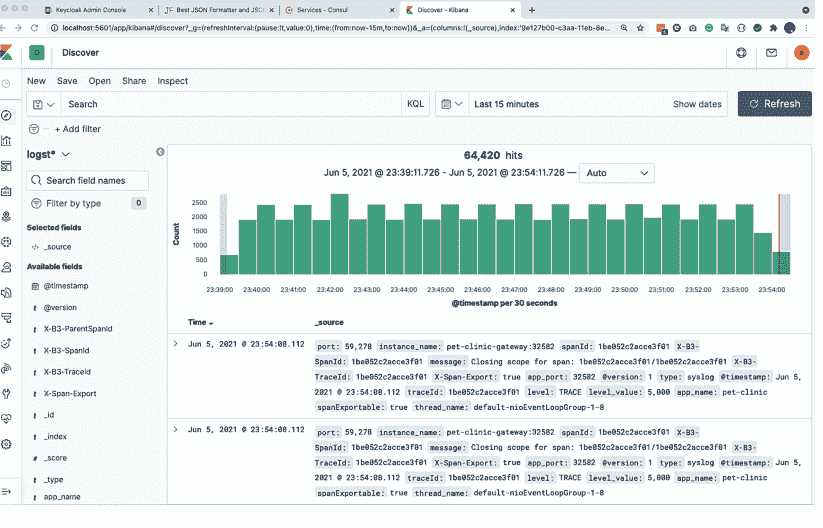 Keycloak Admin Console
Best JSON Formatter and JSO
Services - Consul
Discover - Kibana
localhost:5601/app/kibana#/discover?_g=(refreshInterval:(pause:!t,value:0),time:(from:now-15m,to:now))&_a=(columns:!(_source),index:'9e127b00-c3aa-11eb-8e...
D
Discover
New Save Open Share Inspect
Search
KQL
Last 15 minutes
Show dates
Refresh
+ Add filter
logst*
Search field names
Filter by type
0
Selected fields
</> _source
Available fields
@timestamp
t @version
t X-B3-ParentSpanId
t X-B3-SpanId
t X-B3-TraceId
t X-Span-Export
t _id
t _index
# _score
t _type
t app_name
64,420 hits
Jun 5, 2021 @ 23:39:11.726 - Jun 5, 2021 @ 23:54:11.726 —
Auto
Count
2500
2000
1500
1000
500
0
23:39:00 23:40:00 23:41:00 23:42:00 23:43:00 23:44:00 23:45:00 23:46:00 23:47:00 23:48:00 23:49:00 23:50:00 23:51:00 23:52:00 23:53:00 23:54:00
@timestamp per 30 seconds
Time
_source
Jun 5, 2021 @ 23:54:08.112
port: 59,278 instance_name: pet-clinic-gateway:32582 spanId: 1be052c2acce3f01 X-B3-
SpanId: 1be052c2acce3f01 message: Closing scope for span: 1be052c2acce3f01/1be052c2acce3f01 X-B3-
TraceId: 1be052c2acce3f01 X-Span-Export: true app_port: 32582 @version: 1 type: syslog @timestamp: Jun 5,
2021 @ 23:54:08.112 traceId: 1be052c2acce3f01 level: TRACE level_value: 5,000 app_name: pet-clinic
spanExportable: true thread_name: default-nioEventLoopGroup-1-8
Jun 5, 2021 @ 23:54:08.112
port: 59,278 instance_name: pet-clinic-gateway:32582 spanId: 1be052c2acce3f01 X-B3-
SpanId: 1be052c2acce3f01 message: Closing scope for span: 1be052c2acce3f01/1be052c2acce3f01 X-B3-
TraceId: 1be052c2acce3f01 X-Span-Export: true app_port: 32582 @version: 1 type: syslog @timestamp: Jun 5,
2021 @ 23:54:08.112 traceId: 1be052c2acce3f01 level: TRACE level_value: 5,000 app_name: pet-clinic
spanExportable: true thread_name: default-nioEventLoopGroup-1-8